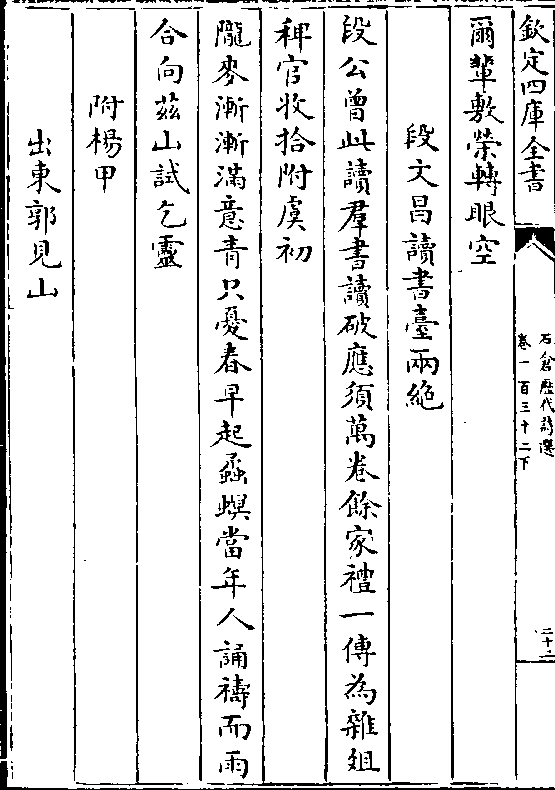 欽定四庫全書
石倉歷代詩選
卷一百三十二下
二十二
爾輩敷榮轉眼空
段文昌讀書臺兩絶
段公曾此讀羣書讀破應須萬卷餘家禮一傳為雜俎
稗官收拾附虞初
隴麥漸漸滿意青只憂春旱起螽螟當年人誦禱而雨
合向茲山試乞靈
附楊甲
出東郭見山